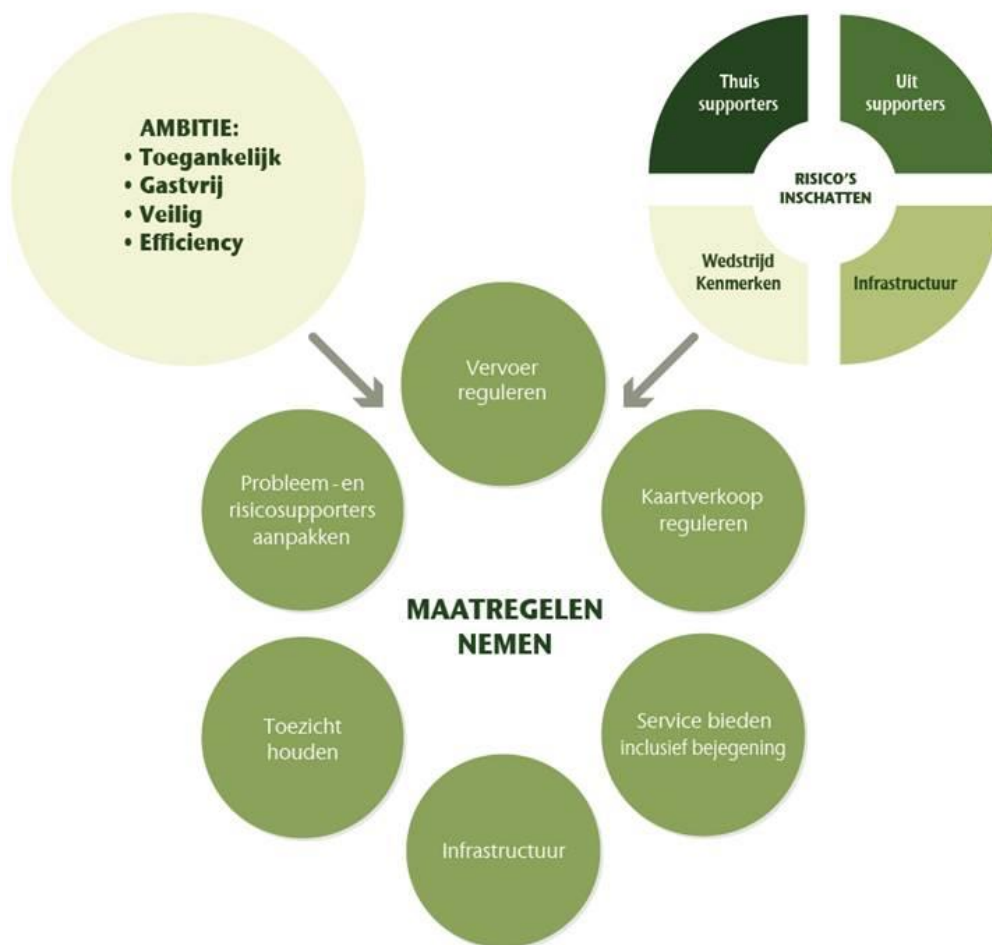 AMBITIE:
• Toegankelijk
• Gastvrij
• Veilig
• Efficiency
Thuis
supporters
Uit
supporters
RISICO'S
INSCHATTEN
Wedstrijd
Kenmerken
Infrastructuur
Vervoer
reguleren
Probleem-en
risicosupporters
aanpakken
Kaartverkoop
reguleren
MAATREGELEN
NEMEN
Toezicht
houden
Service bieden
inclusief bejegening
Infrastructuur